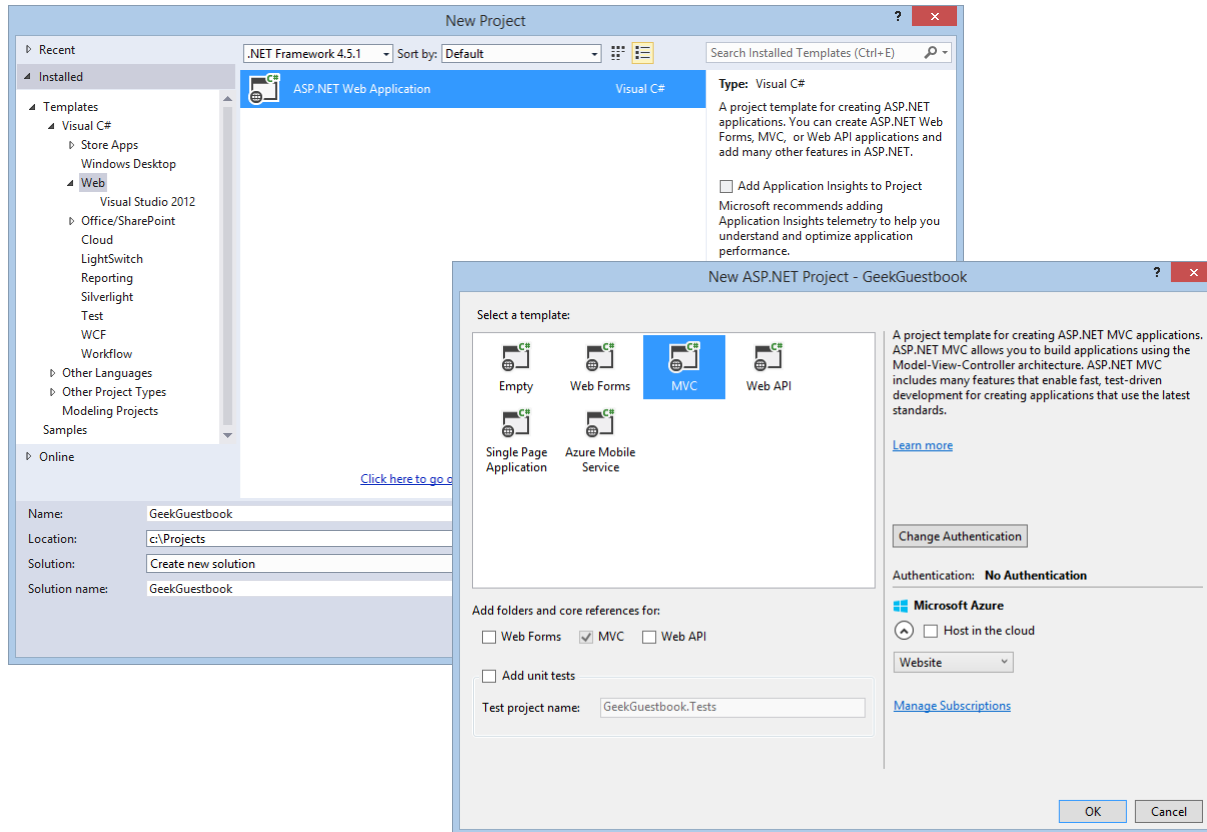 New Project
?
×
Recent
Installed
Templates
Visual C#
Store Apps
Windows Desktop
Web
Visual Studio 2012
Office/SharePoint
Cloud
LightSwitch
Reporting
Silverlight
Test
WCF
Workflow
Other Languages
Other Project Types
Modeling Projects
Samples
Online
.NET Framework 4.5.1
Sort by:
Default
Search Installed Templates (Ctrl+E)
C#
ASP.NET Web Application
Visual C#
Type: Visual C#
A project template for creating ASP.NET
applications. You can create ASP.NET Web
Forms, MVC, or Web API applications and
add many other features in ASP.NET.
Add Application Insights to Project
Microsoft recommends adding
Application Insights telemetry to help you
understand and optimize application
performance.
Click here to go
Name:
GeekGuestbook
Location:
c:\Projects
Solution:
Create new solution
Solution name:
GeekGuestbook
New ASP.NET Project - GeekGuestbook
?
×
Select a template:
C#
Empty
C#
Web Forms
C#
MVC
C#
Web API
C#
Single Page
Application
C#
Azure Mobile
Service
Add folders and core references for:
Web Forms
MVC
Web API
Add unit tests
Test project name:
GeekGuestbook.Tests
A project template for creating ASP.NET MVC applications.
ASP.NET MVC allows you to build applications using the
Model-View-Controller architecture. ASP.NET MVC
includes many features that enable fast, test-driven
development for creating applications that use the latest
standards.
Learn more
Change Authentication
Authentication: No Authentication
Microsoft Azure
Host in the cloud
Website
Manage Subscriptions
OK
Cancel